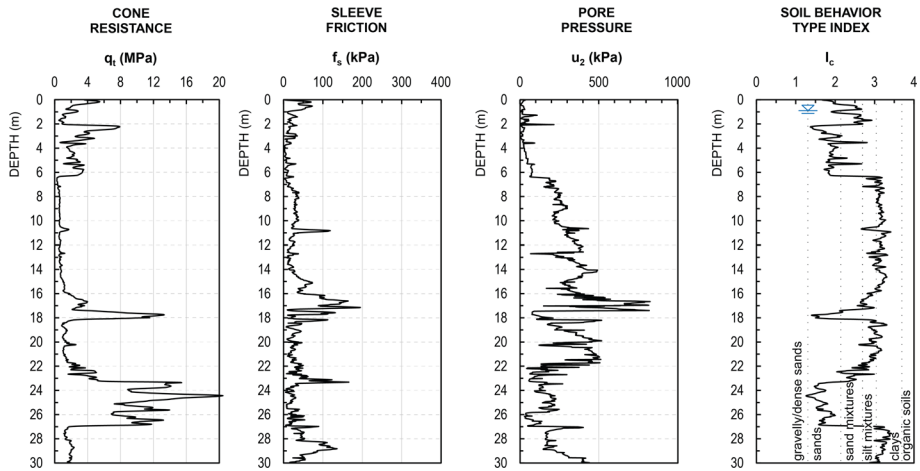 CONE
RESISTANCE
qt (MPa)
0 4 8 12 16 20
DEPTH (m)
0
2
4
6
8
10
12
14
16
18
20
22
24
26
28
30
SLEEVE
FRICTION
fs (kPa)
0 100 200 300 400
0
2
4
6
8
10
12
14
16
18
20
22
24
26
28
30
PORE
PRESSURE
u2 (kPa)
0 500 1000
DEPTH (m)
0
2
4
6
8
10
12
14
16
18
20
22
24
26
28
30
SOIL BEHAVIOR
TYPE INDEX
Ic
0 1 2 3 4
DEPTH (m)
0
2
4
6
8
10
12
14
16
18
20
22
24
26
28
30
gravelly/dense sands
sands
sand mixtures
silt mixtures
clays
organic soils